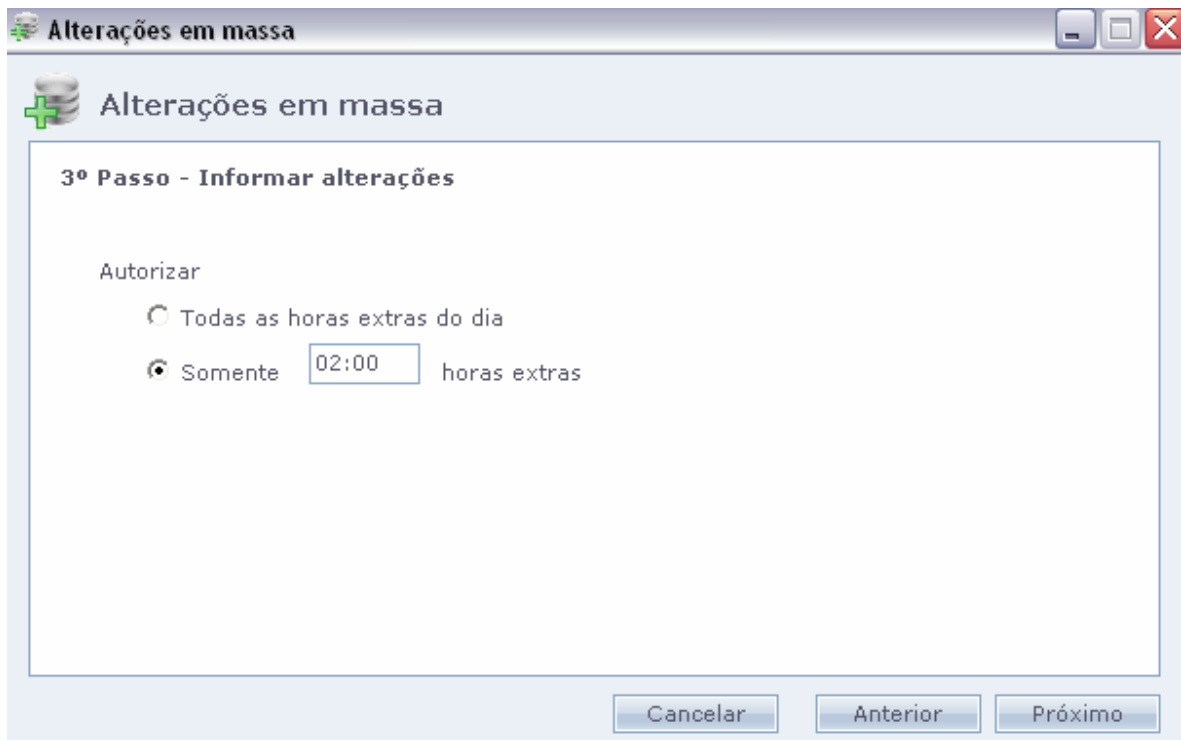 Alterações em massa
Alterações em massa
3º Passo - Informar alterações
Autorizar
Todas as horas extras do dia
Somente 02:00 horas extras
Cancelar Anterior Próximo